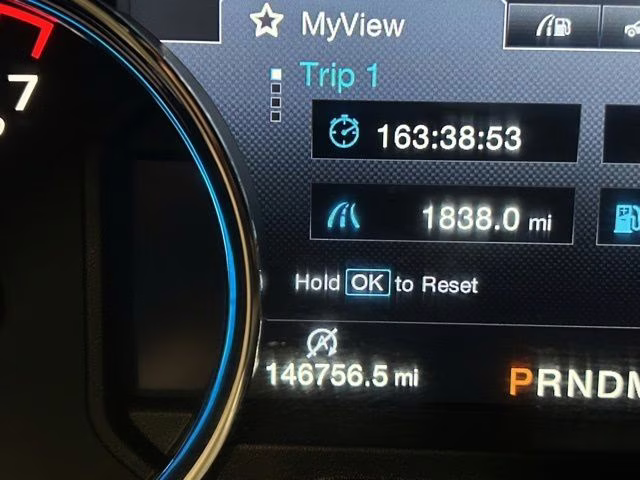 MyView
7
Trip 1
163:38:53
1838.0 mi
Hold OK to Reset
146756.5 mi
PRNDM